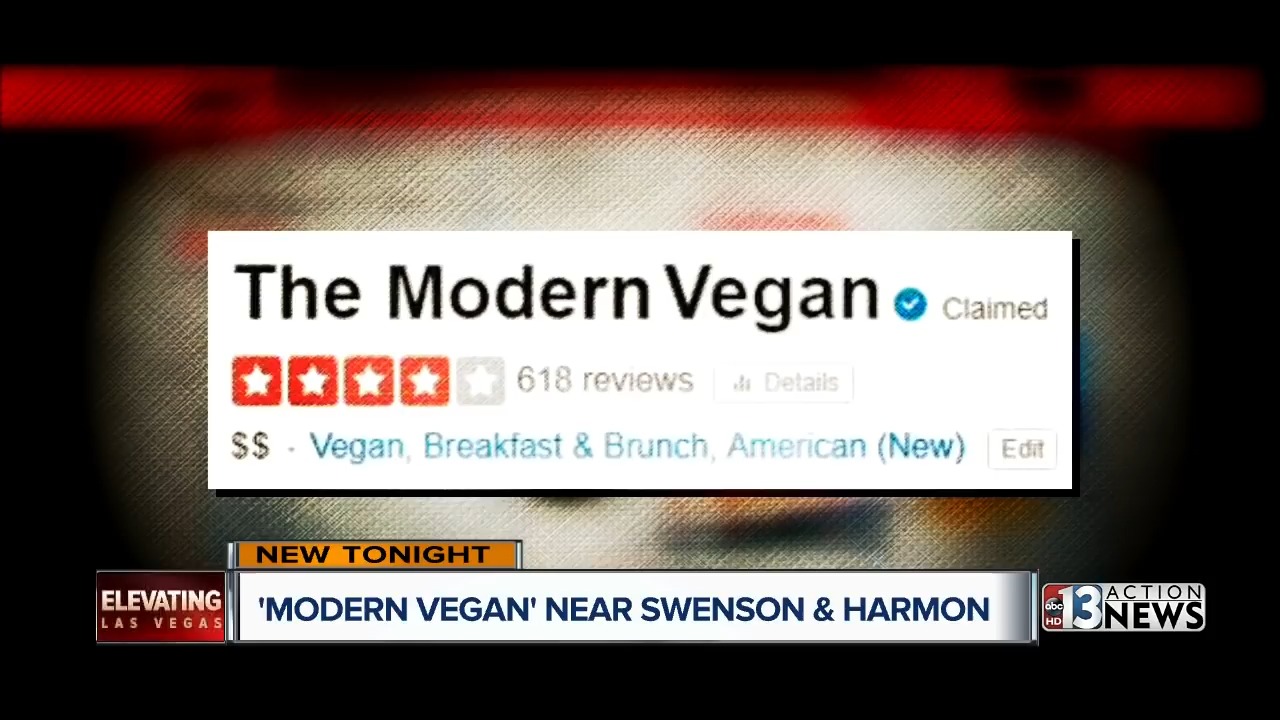 The Modern Vegan Claimed
618 reviews Details
$$ · Vegan, Breakfast & Brunch, American (New) Edit
NEW TONIGHT
ELEVATING
LAS VEGAS
'MODERN VEGAN' NEAR SWENSON & HARMON
abc
HD
13
ACTION
NEWS